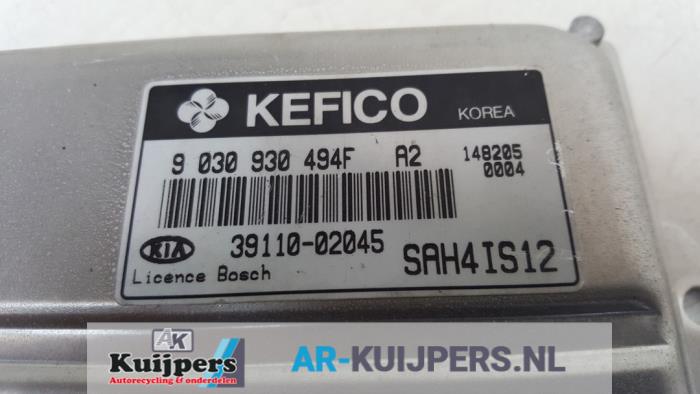 KEFICO KOREA
9 030 930 494F A2 148205
0004
39110-02045
KIA
SAH4IS12
Licence Bosch
AK
Kuijpers
Autorecycling & onderdelen
AR-KUIJPERS.NL